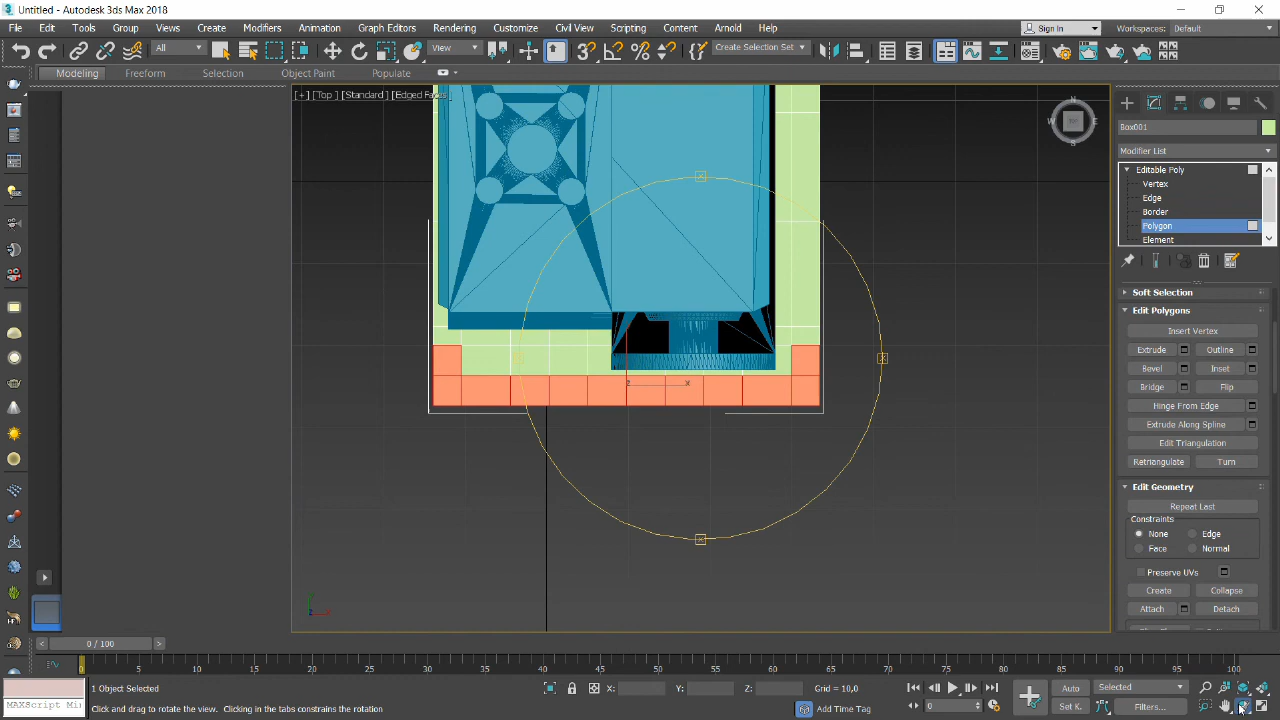 Untitled - Autodesk 3ds Max 2018
File Edit Tools Group Views Create Modifiers Animation Graph Editors Rendering Customize Civil View Scripting Content Arnold Help Sign In Workspaces: Default
All View Create Selection Set
Modeling Freeform Selection Object Paint Populate
[+] [Top ] [Standard ] [Edged Faces
N
W E
S
Box001
Modifier List
Editable Poly
Vertex
Edge
Border
Polygon
Element
Soft Selection
Edit Polygons
Insert Vertex
Extrude Outline
Bevel Inset
Bridge Flip
Hinge From Edge
Extrude Along Spline
Edit Triangulation
Retriangulate Turn
Edit Geometry
Repeat Last
Constraints
None Edge
Face Normal
Preserve UVs
Create Collapse
Attach Detach
0 / 100
0 5 10 15 20 25 30 35 40 45 50 55 60 65 70 75 80 85 90 95 100
1 Object Selected X: Y: Z: Grid = 10,0 Auto Selected
MAXScript Min Click and drag to rotate the view. Clicking in the tabs constrains the rotation Add Time Tag 0 Set K. Filters...